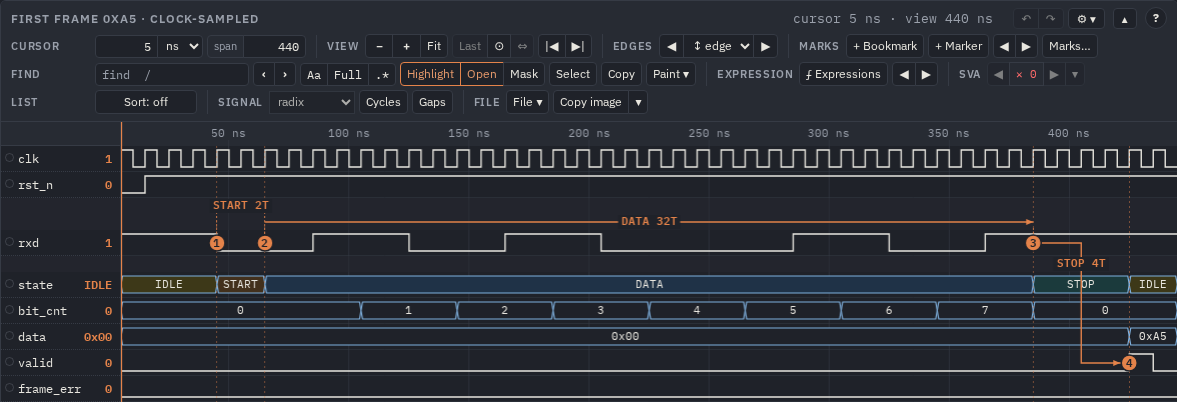 FIRST FRAME 0XA5 · CLOCK-SAMPLED cursor 5 ns · view 440 ns ↶ ↷ ⚙ ▾ ▲ ?
CURSOR 5 ns span 440 VIEW − + Fit Last ⊙ ⇔ |◀ ▶| EDGES ◀ ↕ edge ▶ MARKS + Bookmark + Marker ◀ ▶ Marks…
FIND find / ‹ › Aa Full .* Highlight Open Mask Select Copy Paint ▾ EXPRESSION ƒ Expressions ◀ ▶ SVA ◀ × 0 ▶ ▾
LIST Sort: off SIGNAL radix Cycles Gaps FILE File ▾ Copy image ▾
50 ns 100 ns 150 ns 200 ns 250 ns 300 ns 350 ns 400 ns
clk 1
rst_n 0
START 2T
DATA 32T
rxd 1 1 2 3
STOP 4T
state IDLE IDLE START DATA STOP IDLE
bit_cnt 0 0 1 2 3 4 5 6 7 0
data 0x00 0x00 0xA5
valid 0 4
frame_err 0